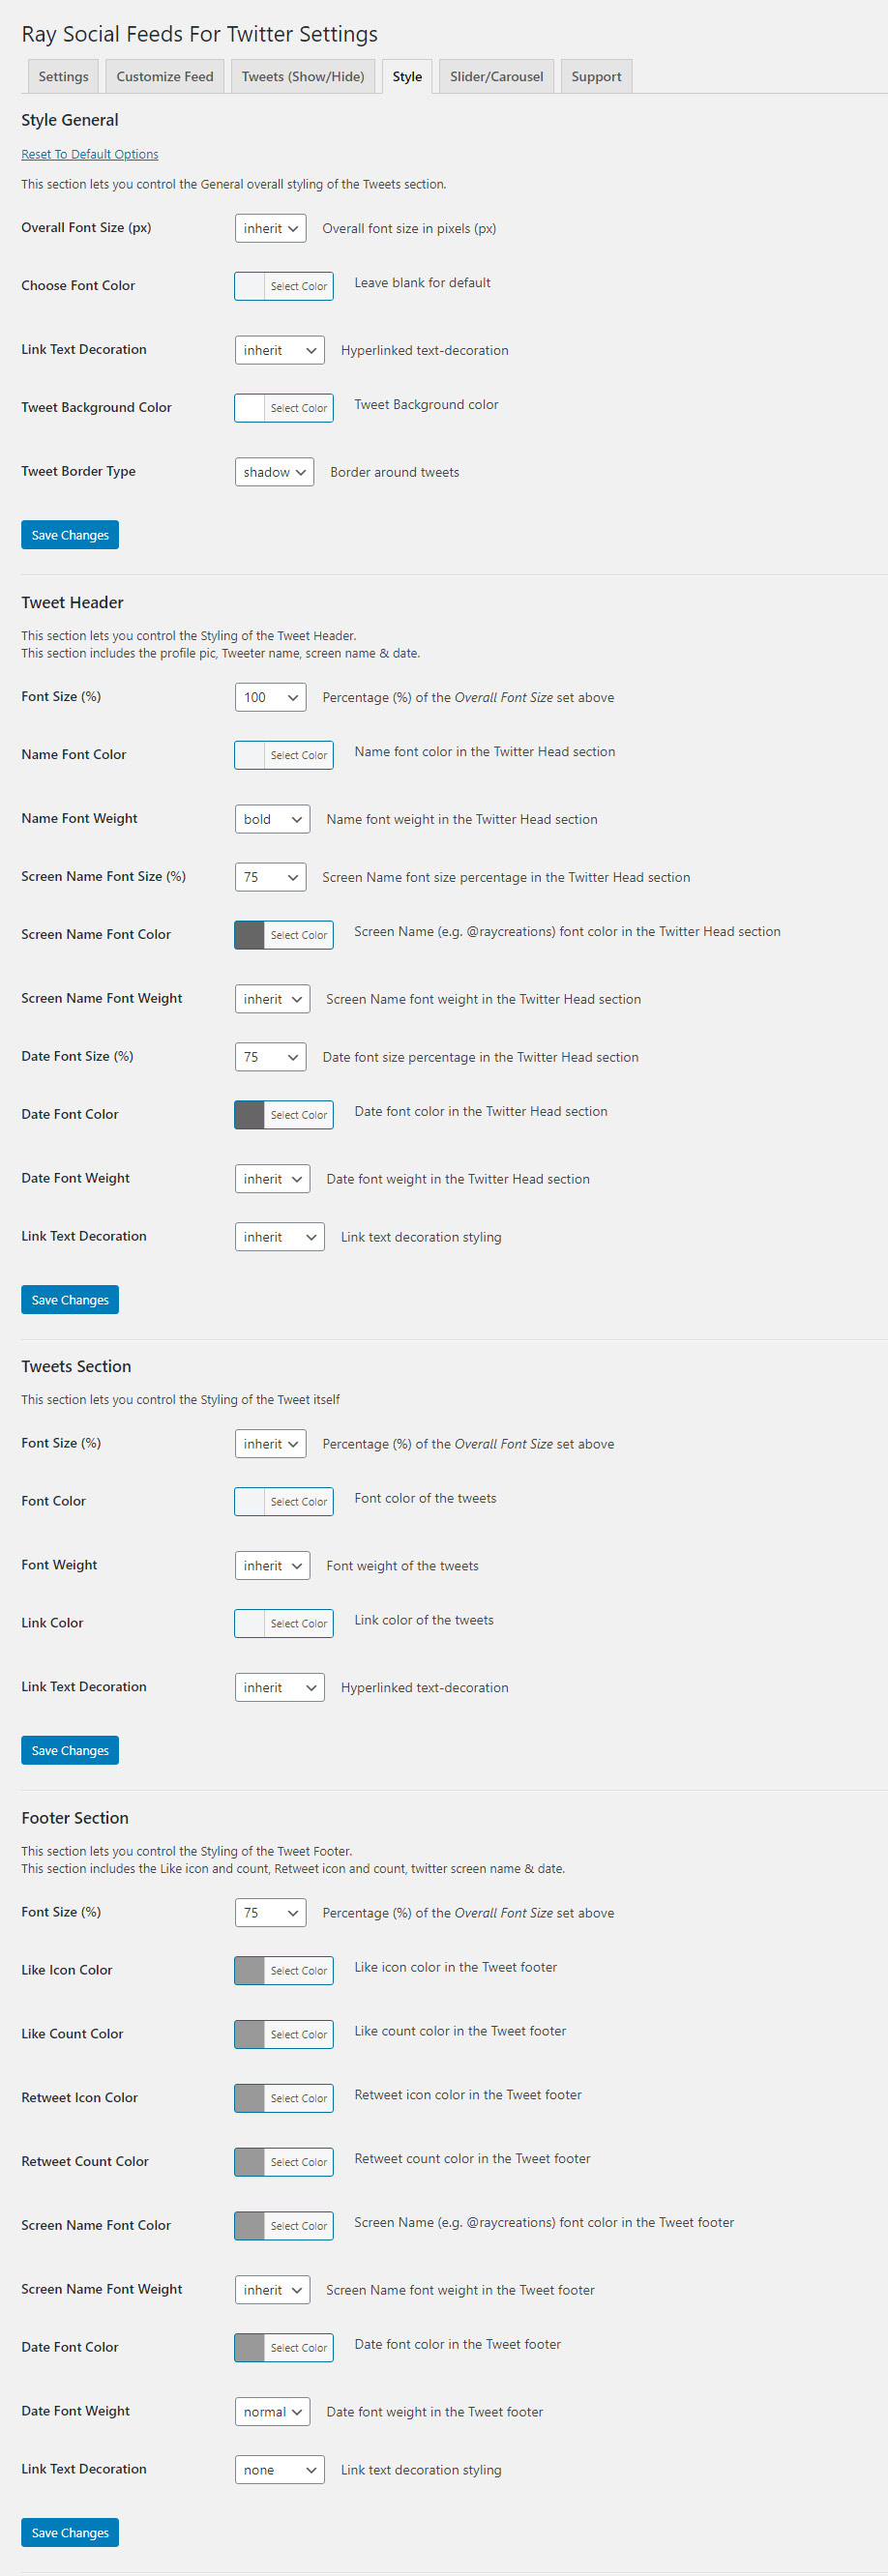 Ray Social Feeds For Twitter Settings
Settings Customize Feed Tweets (Show/Hide) Style Slider/Carousel Support
Style General
Reset To Default Options
This section lets you control the General overall styling of the Tweets section.
Overall Font Size (px) inherit Overall font size in pixels (px)
Choose Font Color Select Color Leave blank for default
Link Text Decoration inherit Hyperlinked text-decoration
Tweet Background Color Select Color Tweet Background color
Tweet Border Type shadow Border around tweets
Save Changes
Tweet Header
This section lets you control the Styling of the Tweet Header.
This section includes the profile pic, Tweeter name, screen name & date.
Font Size (%) 100 Percentage (%) of the Overall Font Size set above
Name Font Color Select Color Name font color in the Twitter Head section
Name Font Weight bold Name font weight in the Twitter Head section
Screen Name Font Size (%) 75 Screen Name font size percentage in the Twitter Head section
Screen Name Font Color Select Color Screen Name (e.g. @raycreations) font color in the Twitter Head section
Screen Name Font Weight inherit Screen Name font weight in the Twitter Head section
Date Font Size (%) 75 Date font size percentage in the Twitter Head section
Date Font Color Select Color Date font color in the Twitter Head section
Date Font Weight inherit Date font weight in the Twitter Head section
Link Text Decoration inherit Link text decoration styling
Save Changes
Tweets Section
This section lets you control the Styling of the Tweet itself
Font Size (%) inherit Percentage (%) of the Overall Font Size set above
Font Color Select Color Font color of the tweets
Font Weight inherit Font weight of the tweets
Link Color Select Color Link color of the tweets
Link Text Decoration inherit Hyperlinked text-decoration
Save Changes
Footer Section
This section lets you control the Styling of the Tweet Footer.
This section includes the Like icon and count, Retweet icon and count, twitter screen name & date.
Font Size (%) 75 Percentage (%) of the Overall Font Size set above
Like Icon Color Select Color Like icon color in the Tweet footer
Like Count Color Select Color Like count color in the Tweet footer
Retweet Icon Color Select Color Retweet icon color in the Tweet footer
Retweet Count Color Select Color Retweet count color in the Tweet footer
Screen Name Font Color Select Color Screen Name (e.g. @raycreations) font color in the Tweet footer
Screen Name Font Weight inherit Screen Name font weight in the Tweet footer
Date Font Color Select Color Date font color in the Tweet footer
Date Font Weight normal Date font weight in the Tweet footer
Link Text Decoration none Link text decoration styling
Save Changes